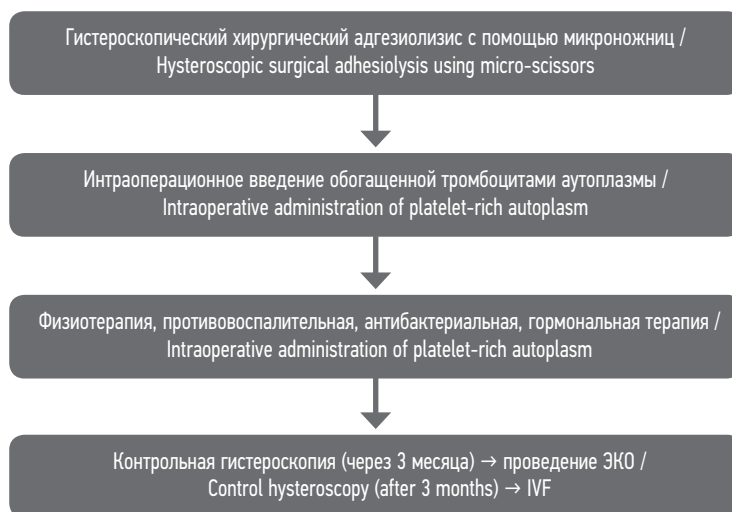 Гистероскопический хирургический адгезиолизис с помощью микроножниц /
Hysteroscopic surgical adhesiolysis using micro-scissors
Интраоперационное введение обогащенной тромбоцитами аутоплазмы /
Intraoperative administration of platelet-rich autoplasm
Физиотерапия, противовоспалительная, антибактериальная, гормональная терапия /
Intraoperative administration of platelet-rich autoplasm
Контрольная гистероскопия (через 3 месяца) → проведение ЭКО /
Control hysteroscopy (after 3 months) → IVF